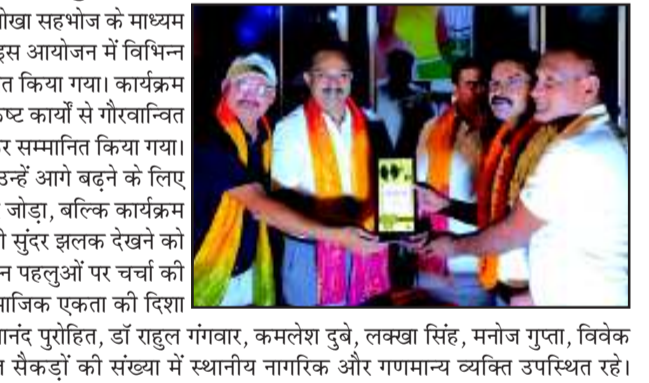 सहभोज के माध्यम
इस आयोजन में विभिन्न
किया गया। कार्यक्रम
कार्यों से गौरवान्वित
सम्मानित किया गया।
उन्हें आगे बढ़ने के लिए
जोड़ा, बल्कि कार्यक्रम
सुंदर झलक देखने को
पहलुओं पर चर्चा की
एकता की दिशा
पुरोहित, डॉ राहुल गंगवार, कमलेश दुबे, लक्खा सिंह, मनोज गुप्ता, विवेक
सैकड़ों की संख्या में स्थानीय नागरिक और गणमान्य व्यक्ति उपस्थित रहे।